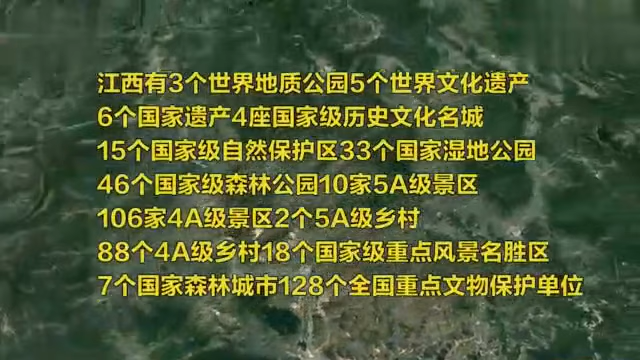 江西有3个世界地质公园5个世界文化遗产
6个国家遗产4座国家级历史文化名城
15个国家级自然保护区33个国家湿地公园
46个国家级森林公园10家5A级景区
106家4A级景区2个5A级乡村
88个4A级乡村18个国家级重点风景名胜区
7个国家森林城市128个全国重点文物保护单位